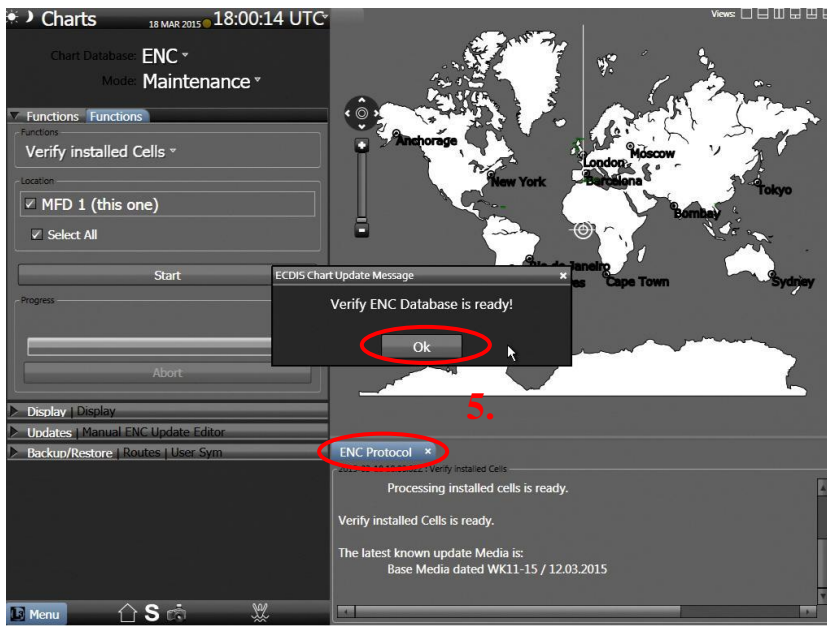 Charts 18 MAR 2015 18:00:14 UTC
Views:
Chart Database: ENC
Mode: Maintenance
Functions Functions
Functions
Verify installed Cells
Location
MFD 1 (this one)
Select All
Start
Progress
Abort
Display | Display
Updates | Manual ENC Update Editor
Backup/Restore | Routes | User Sym
Menu
S
Anchorage
New York
London
Moscow
Barcelona
Bombay
Tokyo
Rio de Janeiro
Cape Town
Sydney
ECDIS Chart Update Message ×
Verify ENC Database is ready!
Ok
5.
ENC Protocol ×
Verify installed Cells
Processing installed cells is ready.
Verify installed Cells is ready.
The latest known update Media is:
Base Media dated WK11-15 / 12.03.2015